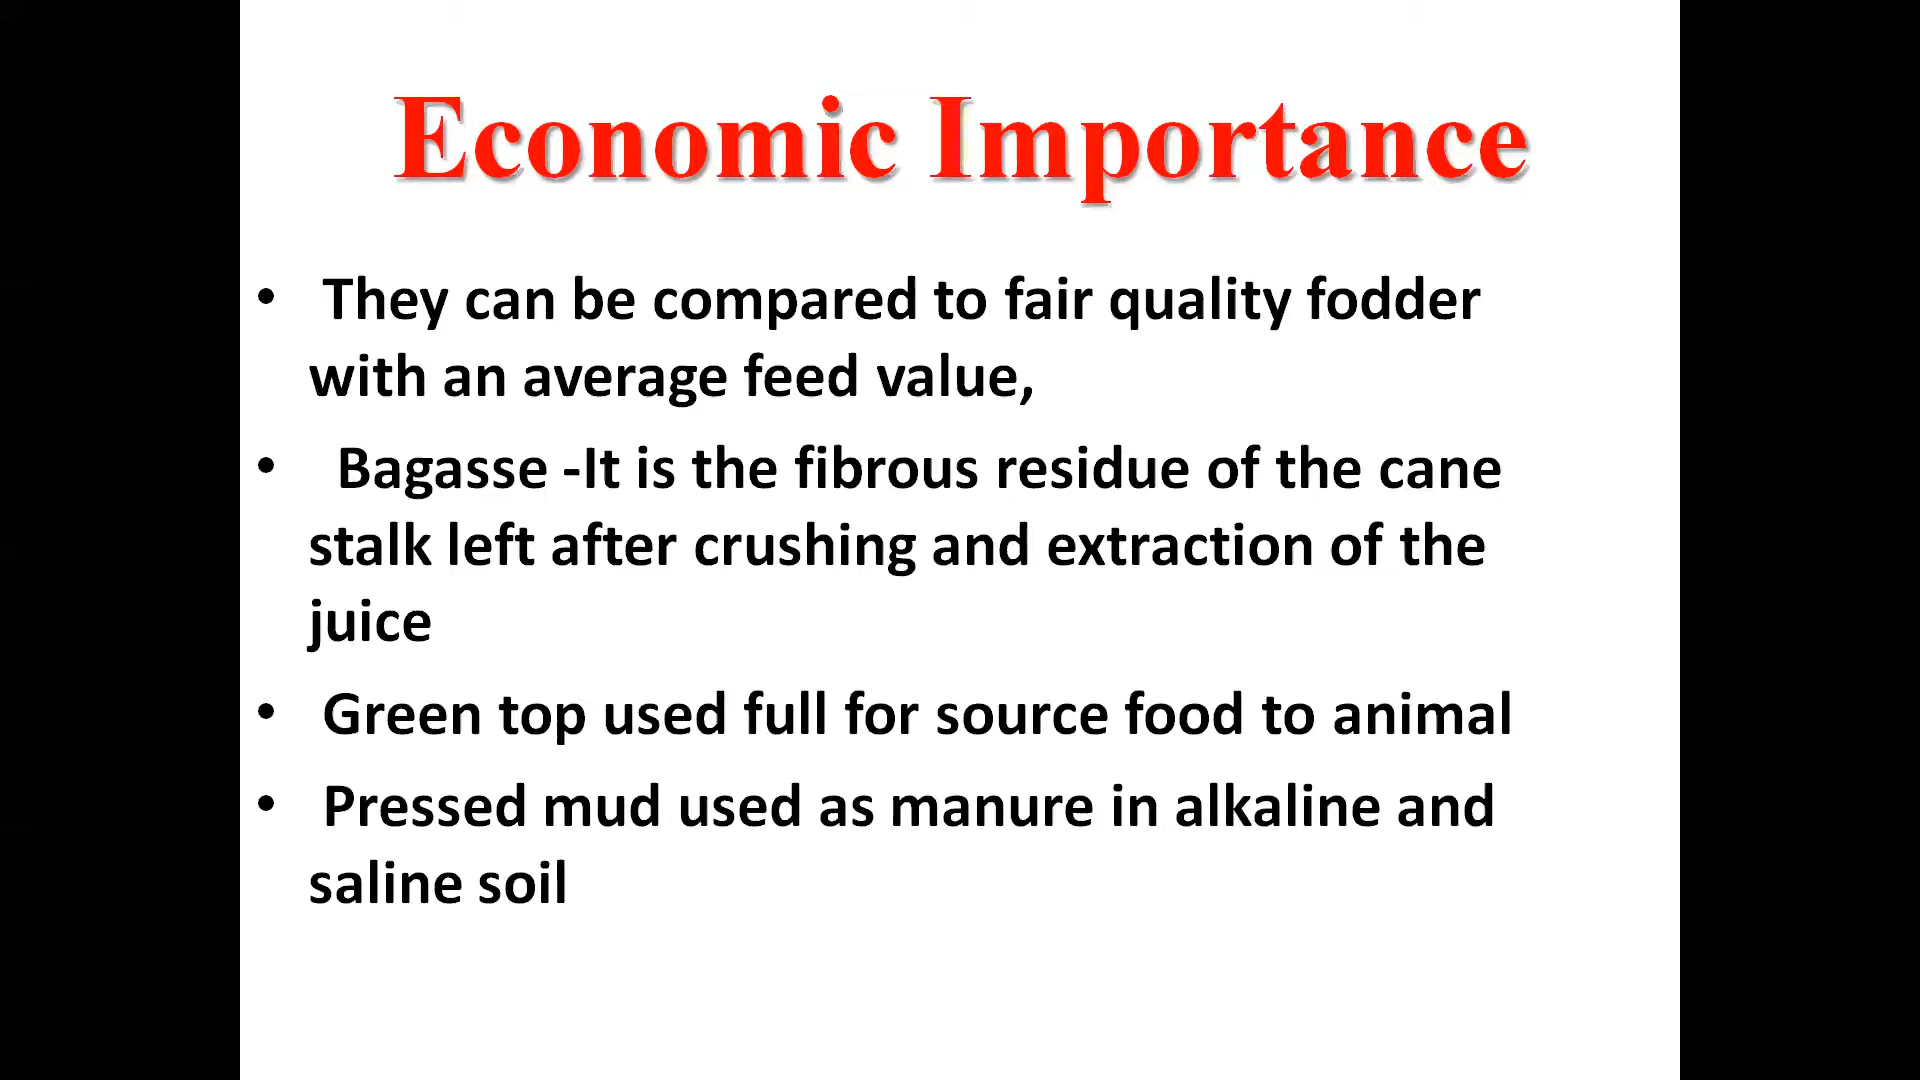 Economic Importance
• They can be compared to fair quality fodder
with an average feed value,
• Bagasse -It is the fibrous residue of the cane
stalk left after crushing and extraction of the
juice
• Green top used full for source food to animal
• Pressed mud used as manure in alkaline and
saline soil